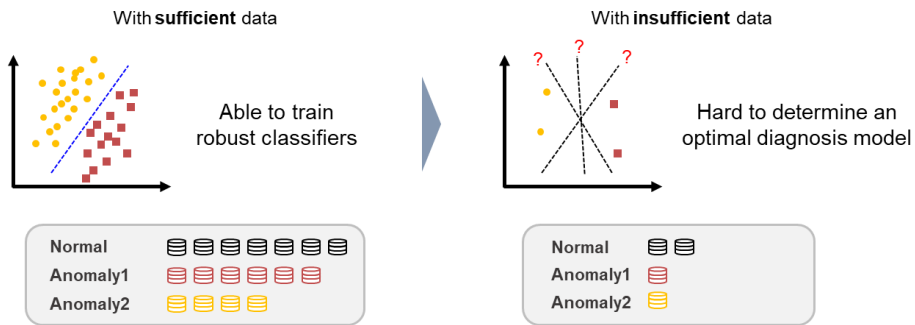 With sufficient data
Able to train
robust classifiers
Normal
Anomaly1
Anomaly2
With insufficient data
? ? ?
Hard to determine an
optimal diagnosis model
Normal
Anomaly1
Anomaly2